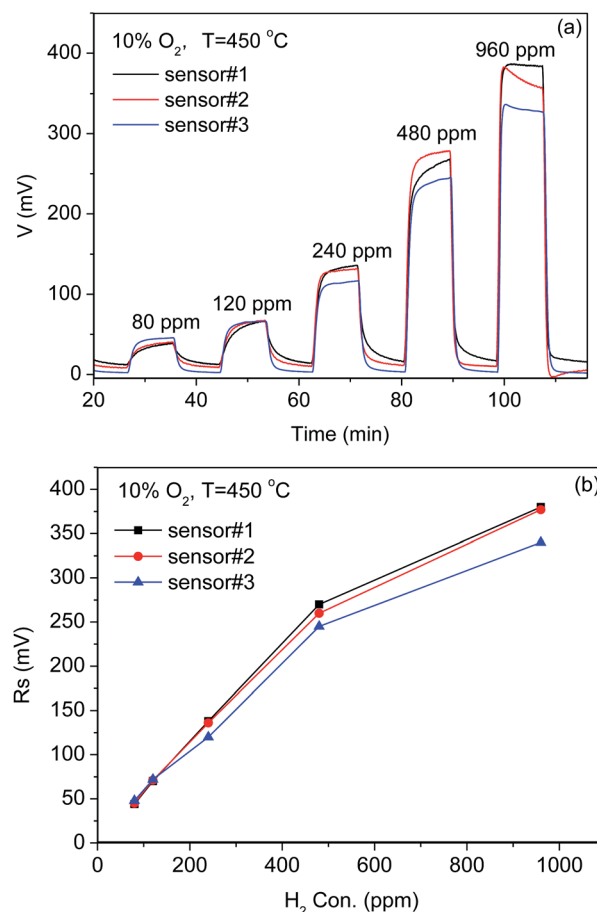 (a)
10% O₂, T=450 °C
sensor#1
sensor#2
sensor#3
80 ppm
120 ppm
240 ppm
480 ppm
960 ppm
400
300
200
100
0
V (mV)
20 40 60 80 100
Time (min)
(b)
10% O₂, T=450 °C
sensor#1
sensor#2
sensor#3
400
350
300
250
200
150
100
50
0
Rs (mV)
0 200 400 600 800 1000
H₂ Con. (ppm)